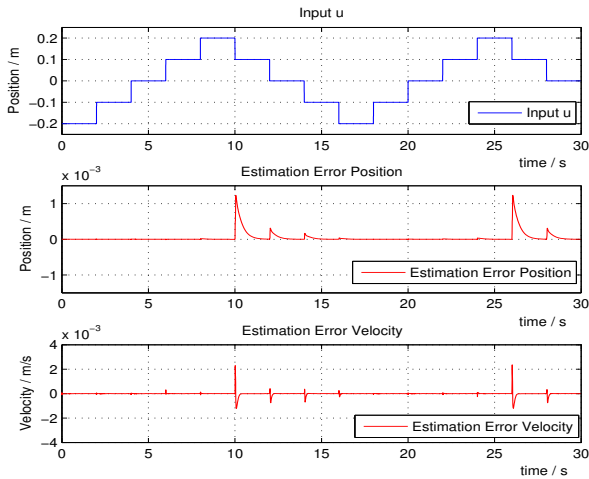 Input u
Position / m
0.2
0.1
0
−0.1
−0.2
Input u
0 5 10 15 20 25 30
time / s
Estimation Error Position
x 10⁻³
Position / m
1
0
−1
Estimation Error Position
0 5 10 15 20 25 30
time / s
Estimation Error Velocity
x 10⁻³
Velocity / m/s
4
2
0
−2
−4
Estimation Error Velocity
0 5 10 15 20 25 30
time / s